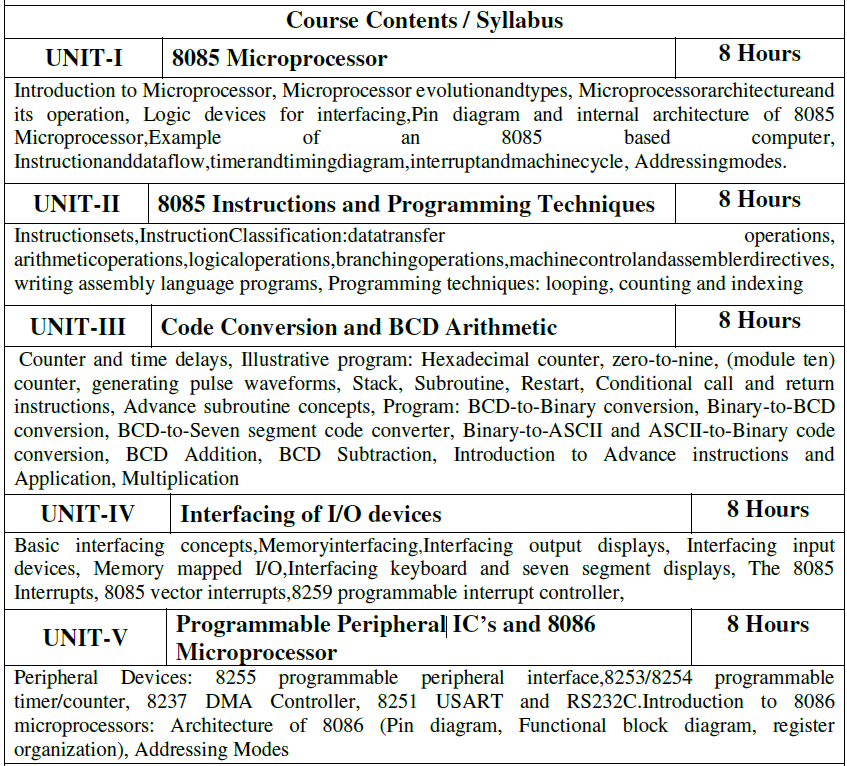 Course Contents / Syllabus
UNIT-I 8085 Microprocessor 8 Hours
Introduction to Microprocessor, Microprocessor evolutionandtypes, Microprocessorarchitectureand
its operation, Logic devices for interfacing,Pin diagram and internal architecture of 8085
Microprocessor,Example of an 8085 based computer,
Instructionanddataflow,timerandtimingdiagram,interruptandmachinecycle, Addressingmodes.
UNIT-II 8085 Instructions and Programming Techniques 8 Hours
Instructionsets,InstructionClassification:datatransfer operations,
arithmeticoperations,logicaloperations,branchingoperations,machinecontrolandassemblerdirectives,
writing assembly language programs, Programming techniques: looping, counting and indexing
UNIT-III Code Conversion and BCD Arithmetic 8 Hours
Counter and time delays, Illustrative program: Hexadecimal counter, zero-to-nine, (module ten)
counter, generating pulse waveforms, Stack, Subroutine, Restart, Conditional call and return
instructions, Advance subroutine concepts, Program: BCD-to-Binary conversion, Binary-to-BCD
conversion, BCD-to-Seven segment code converter, Binary-to-ASCII and ASCII-to-Binary code
conversion, BCD Addition, BCD Subtraction, Introduction to Advance instructions and
Application, Multiplication
UNIT-IV Interfacing of I/O devices 8 Hours
Basic interfacing concepts,Memoryinterfacing,Interfacing output displays, Interfacing input
devices, Memory mapped I/O,Interfacing keyboard and seven segment displays, The 8085
Interrupts, 8085 vector interrupts,8259 programmable interrupt controller,
UNIT-V Programmable Peripheral IC's and 8086 8 Hours
Microprocessor
Peripheral Devices: 8255 programmable peripheral interface,8253/8254 programmable
timer/counter, 8237 DMA Controller, 8251 USART and RS232C.Introduction to 8086
microprocessors: Architecture of 8086 (Pin diagram, Functional block diagram, register
organization), Addressing Modes